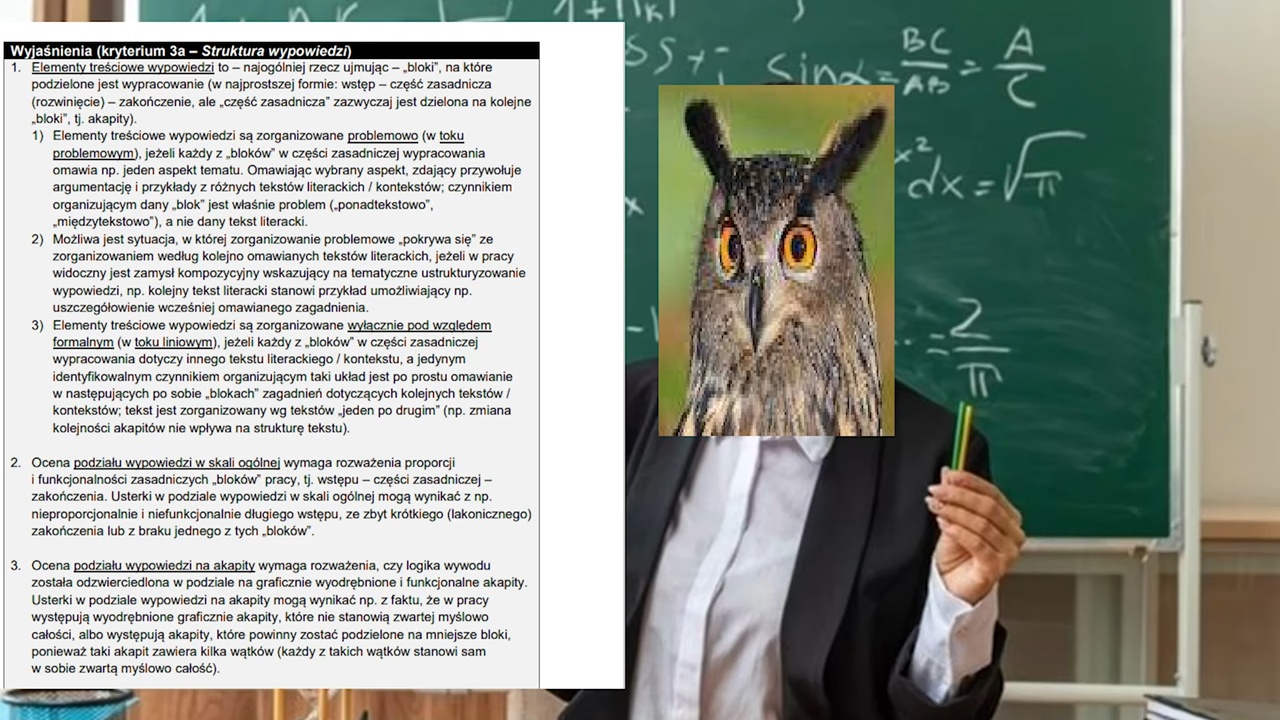 Wyjaśnienia (kryterium 3a – Struktura wypowiedzi)
1. Elementy treściowe wypowiedzi to – najogólniej rzecz ujmując – „bloki”, na które
podzielone jest wypracowanie (w najprostszej formie: wstęp – część zasadnicza
(rozwinięcie) – zakończenie, ale „część zasadnicza” zazwyczaj jest dzielona na kolejne
„bloki”, tj. akapity).
1) Elementy treściowe wypowiedzi są zorganizowane problemowo (w toku
problemowym), jeżeli każdy z „bloków” w części zasadniczej wypracowania
omawia np. jeden aspekt tematu. Omawiając wybrany aspekt, zdający przywołuje
argumentację i przykłady z różnych tekstów literackich / kontekstów; czynnikiem
organizującym dany „blok” jest właśnie problem („ponadtekstowo”,
„międzytekstowo”), a nie dany tekst literacki.
2) Możliwa jest sytuacja, w której zorganizowanie problemowe „pokrywa się” ze
zorganizowaniem według kolejno omawianych tekstów literackich, jeżeli w pracy
widoczny jest zamysł kompozycyjny wskazujący na tematyczne ustrukturyzowanie
wypowiedzi, np. kolejny tekst literacki stanowi przykład umożliwiający np.
uszczegółowienie wcześniej omawianego zagadnienia.
3) Elementy treściowe wypowiedzi są zorganizowane wyłącznie pod względem
formalnym (w toku liniowym), jeżeli każdy z „bloków” w części zasadniczej
wypracowania dotyczy innego tekstu literackiego / kontekstu, a jedynym
identyfikowalnym czynnikiem organizującym taki układ jest po prostu omawianie
w następujących po sobie „blokach” zagadnień dotyczących kolejnych tekstów /
kontekstów; tekst jest zorganizowany wg tekstów „jeden po drugim” (np. zmiana
kolejności akapitów nie wpływa na strukturę tekstu).
2. Ocena podziału wypowiedzi w skali ogólnej wymaga rozważenia proporcji
i funkcjonalności zasadniczych „bloków” pracy, tj. wstępu – części zasadniczej –
zakończenia. Usterki w podziale wypowiedzi w skali ogólnej mogą wynikać z np.
nieproporcjonalnie i niefunkcjonalnie długiego wstępu, ze zbyt krótkiego (lakonicznego)
zakończenia lub z braku jednego z tych „bloków”.
3. Ocena podziału wypowiedzi na akapity wymaga rozważenia, czy logika wywodu
została odzwierciedlona w podziale na graficznie wyodrębnione i funkcjonalne akapity.
Usterki w podziale wypowiedzi na akapity mogą wynikać np. z faktu, że w pracy
występują wyodrębnione graficznie akapity, które nie stanowią zwartej myślowo
całości, albo występują akapity, które powinny zostać podzielone na mniejsze bloki,
ponieważ taki akapit zawiera kilka wątków (każdy z takich wątków stanowi sam
w sobie zwartą myślowo całość).
sinα = BC/AB = A/C
x² dx = √π
= 2/π